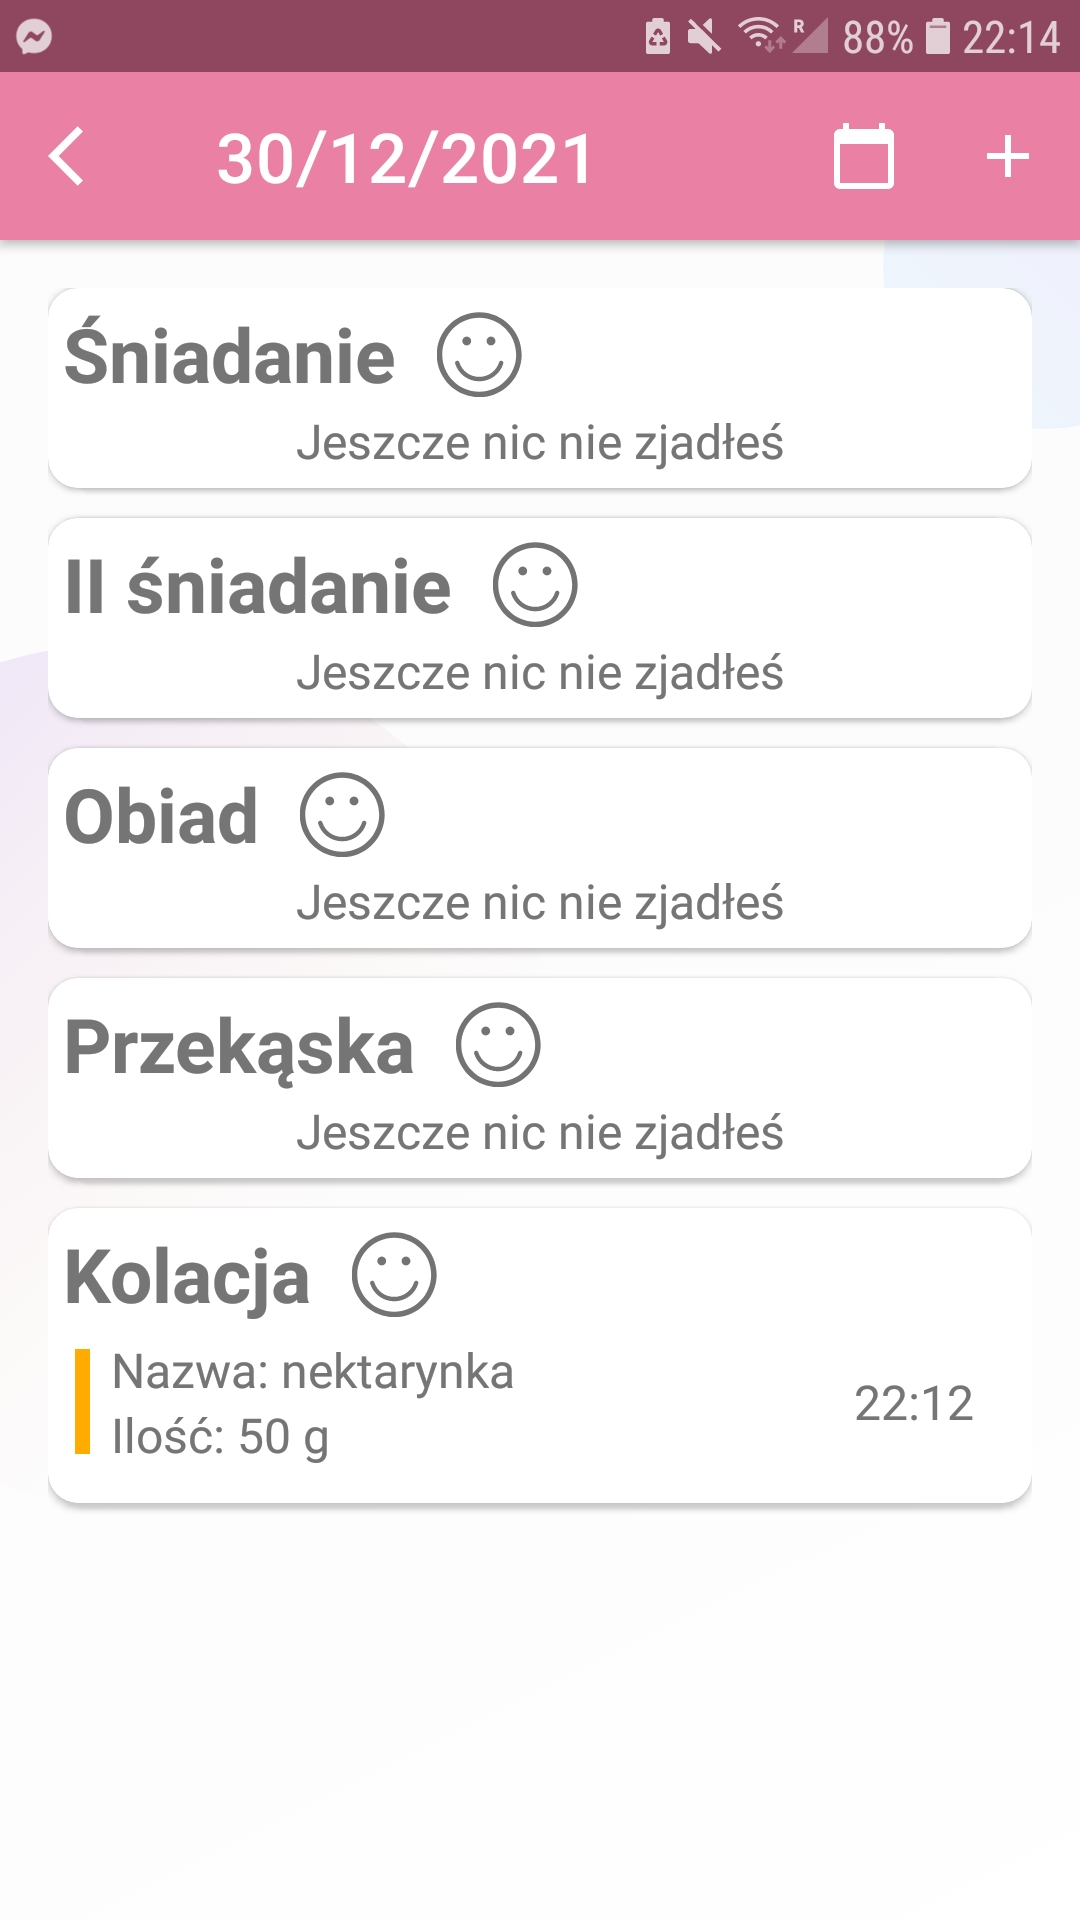 R 88% 22:14
30/12/2021
Śniadanie
Jeszcze nic nie zjadłeś
II śniadanie
Jeszcze nic nie zjadłeś
Obiad
Jeszcze nic nie zjadłeś
Przekąska
Jeszcze nic nie zjadłeś
Kolacja
Nazwa: nektarynka
22:12
Ilość: 50 g